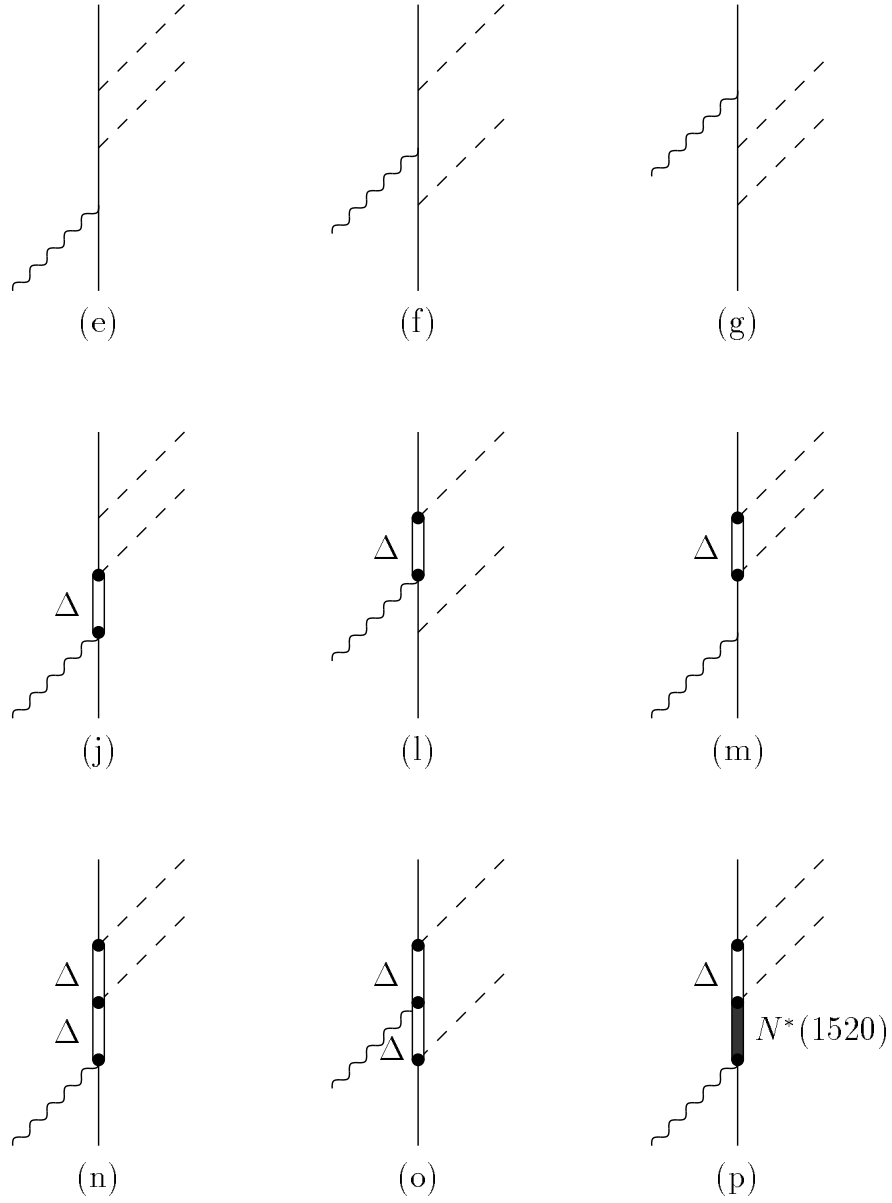 (e) (f) (g)
Δ Δ Δ
(j) (l) (m)
Δ Δ Δ
Δ Δ N*(1520)
(n) (o) (p)